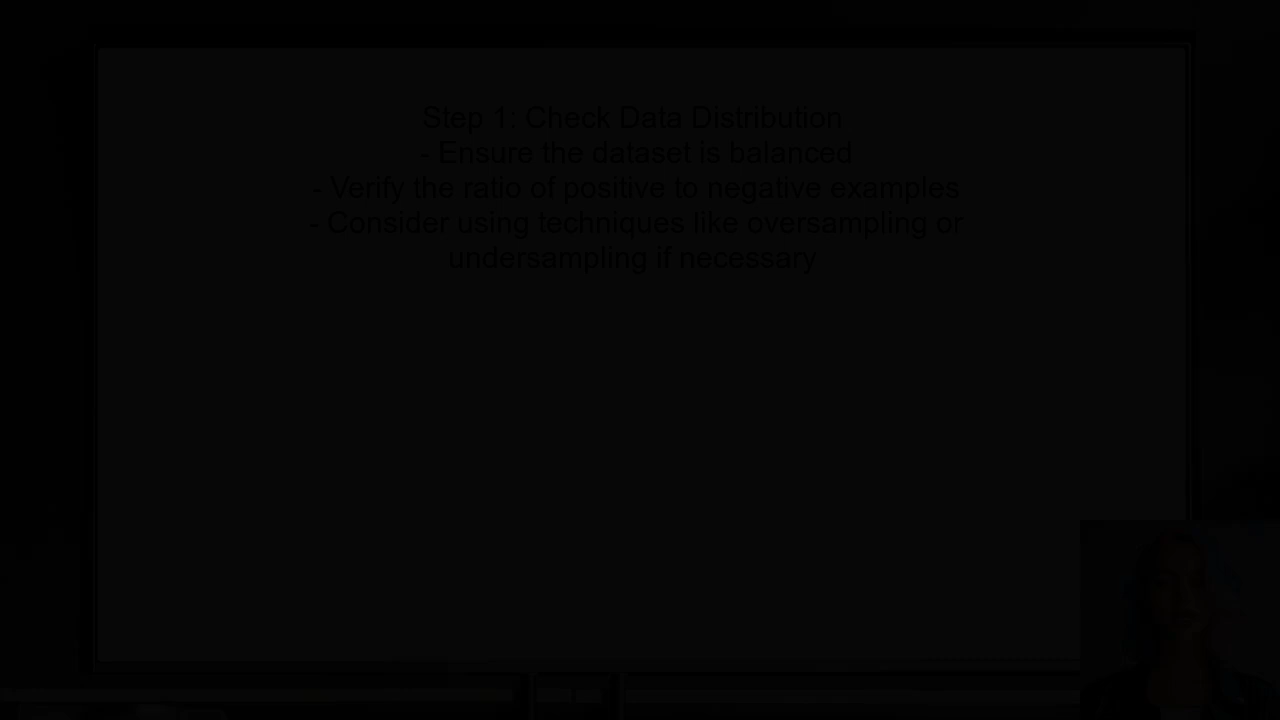 Step 1: Check Data Distribution
- Ensure the dataset is balanced
- Verify the ratio of positive to negative examples
- Consider using techniques like oversampling or
undersampling if necessary